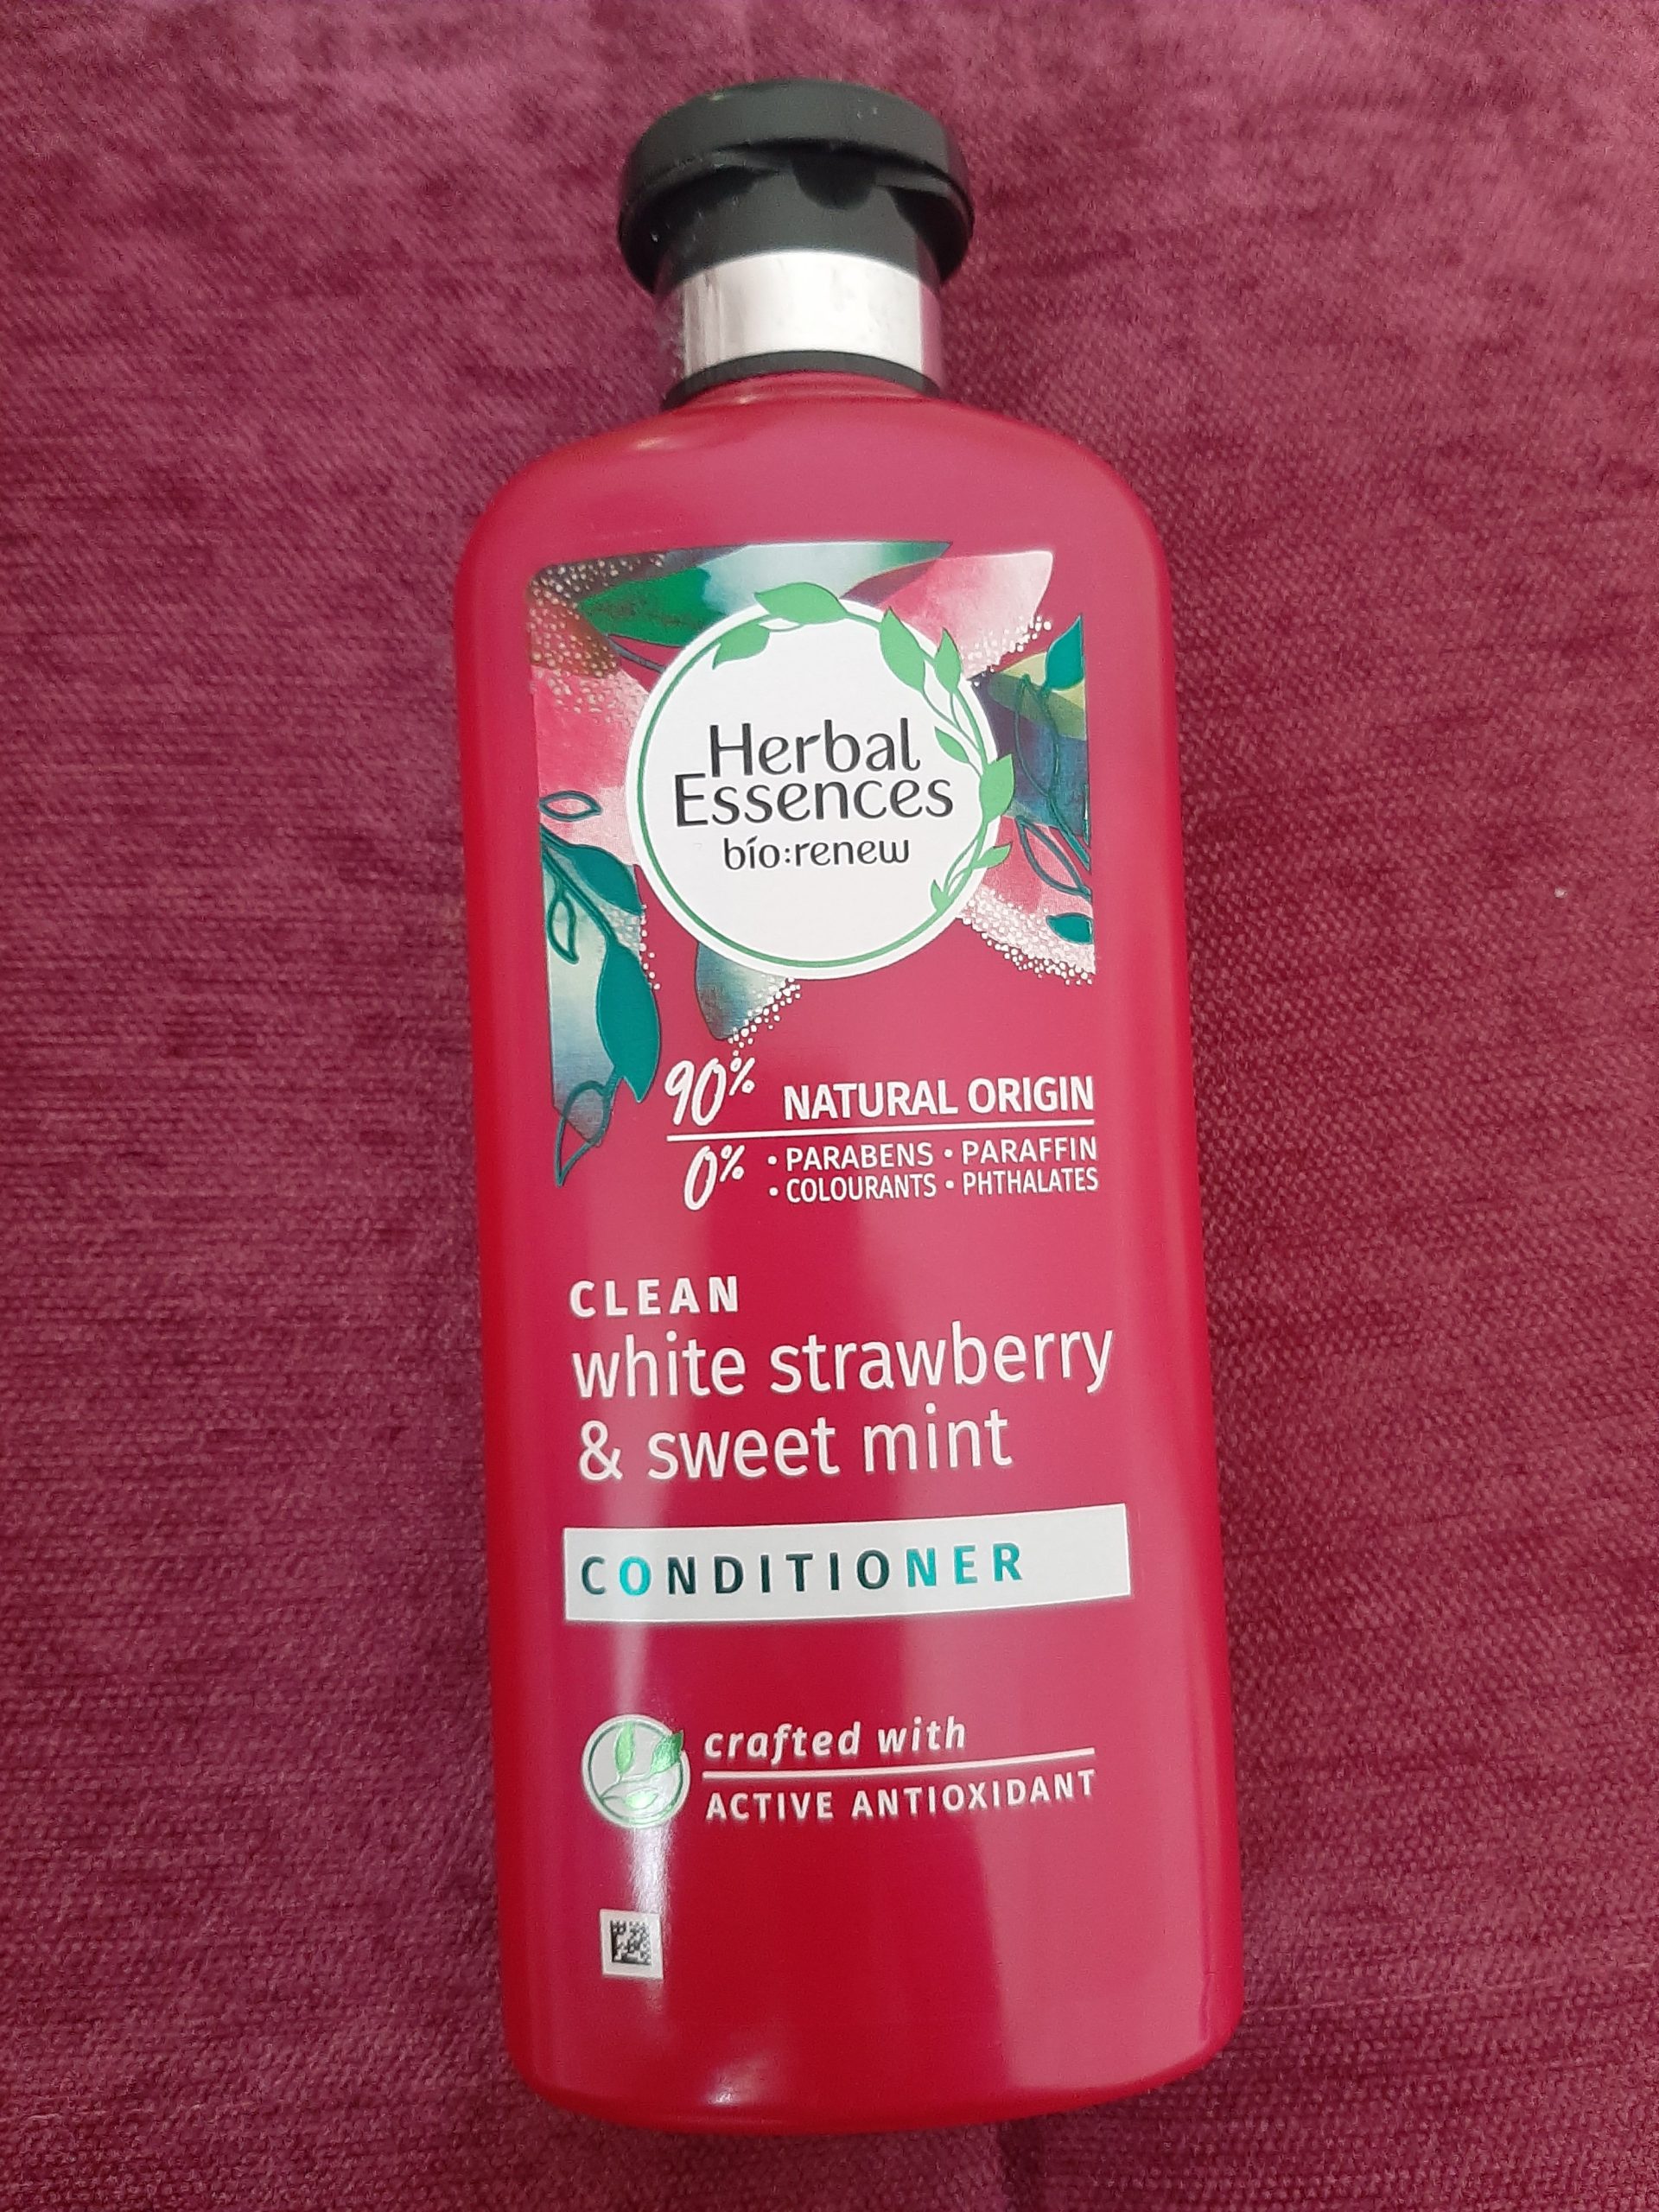 Herbal
Essences
bío:renew
90% NATURAL ORIGIN
0% • PARABENS • PARAFFIN
• COLOURANTS • PHTHALATES
CLEAN
white strawberry
& sweet mint
CONDITIONER
crafted with
ACTIVE ANTIOXIDANT